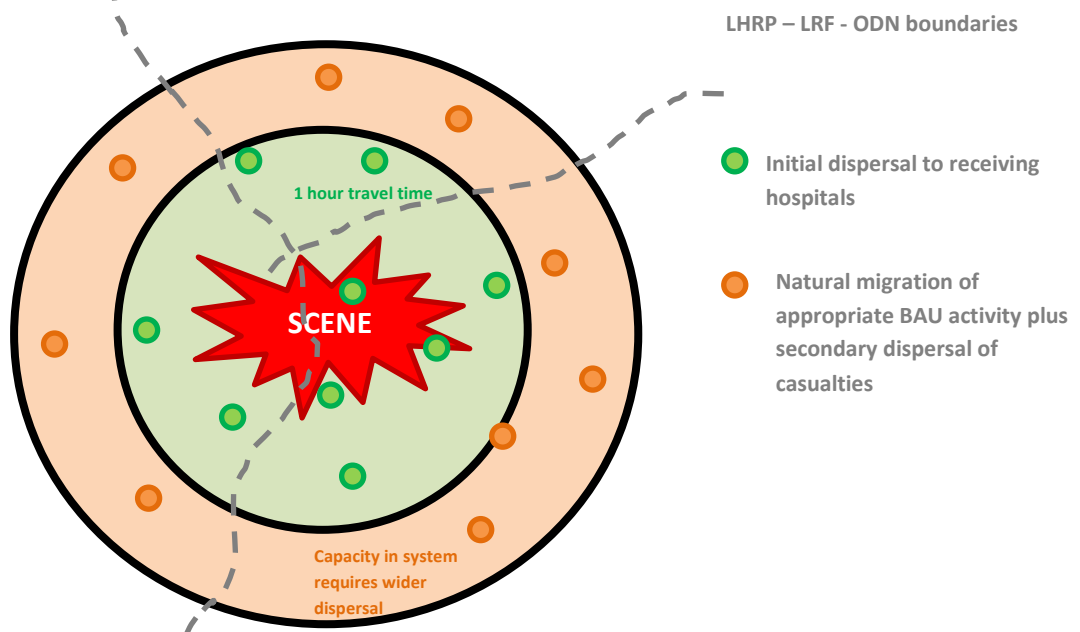 LHRP – LRF - ODN boundaries
1 hour travel time
Initial dispersal to receiving
hospitals
SCENE
Natural migration of
appropriate BAU activity plus
secondary dispersal of
casualties
Capacity in system
requires wider
dispersal